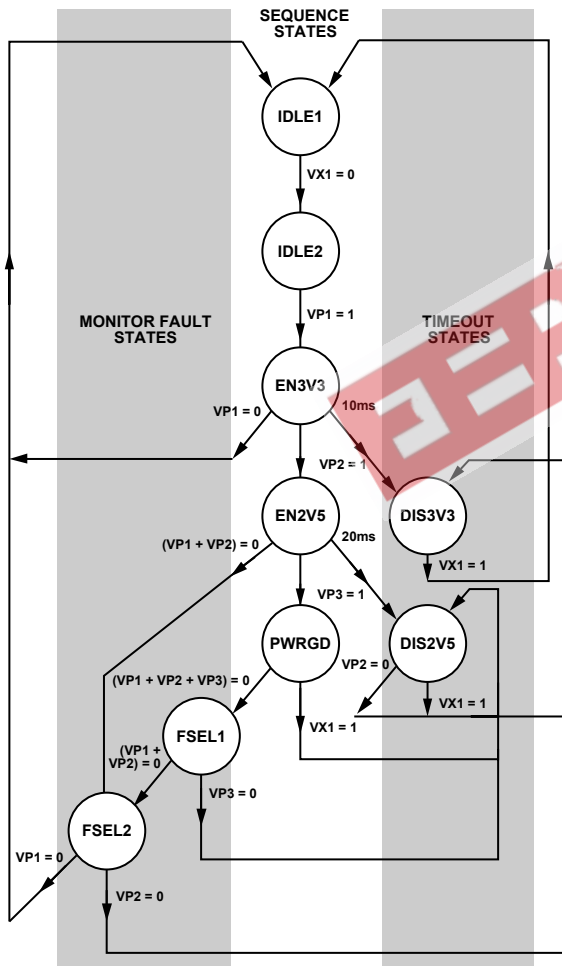 SEQUENCE
STATES
IDLE1
VX1 = 0
IDLE2
MONITOR FAULT
STATES
VP1 = 1
TIMEOUT
STATES
EN3V3
VP1 = 0
10ms
VP2 = 1
EN2V5
DIS3V3
(VP1 + VP2) = 0
20ms
VX1 = 1
VP3 = 1
PWRGD
DIS2V5
VP2 = 0
(VP1 + VP2 + VP3) = 0
VX1 = 1
VX1 = 1
FSEL1
(VP1 +
VP2) = 0
VP3 = 0
FSEL2
VP1 = 0
VP2 = 0